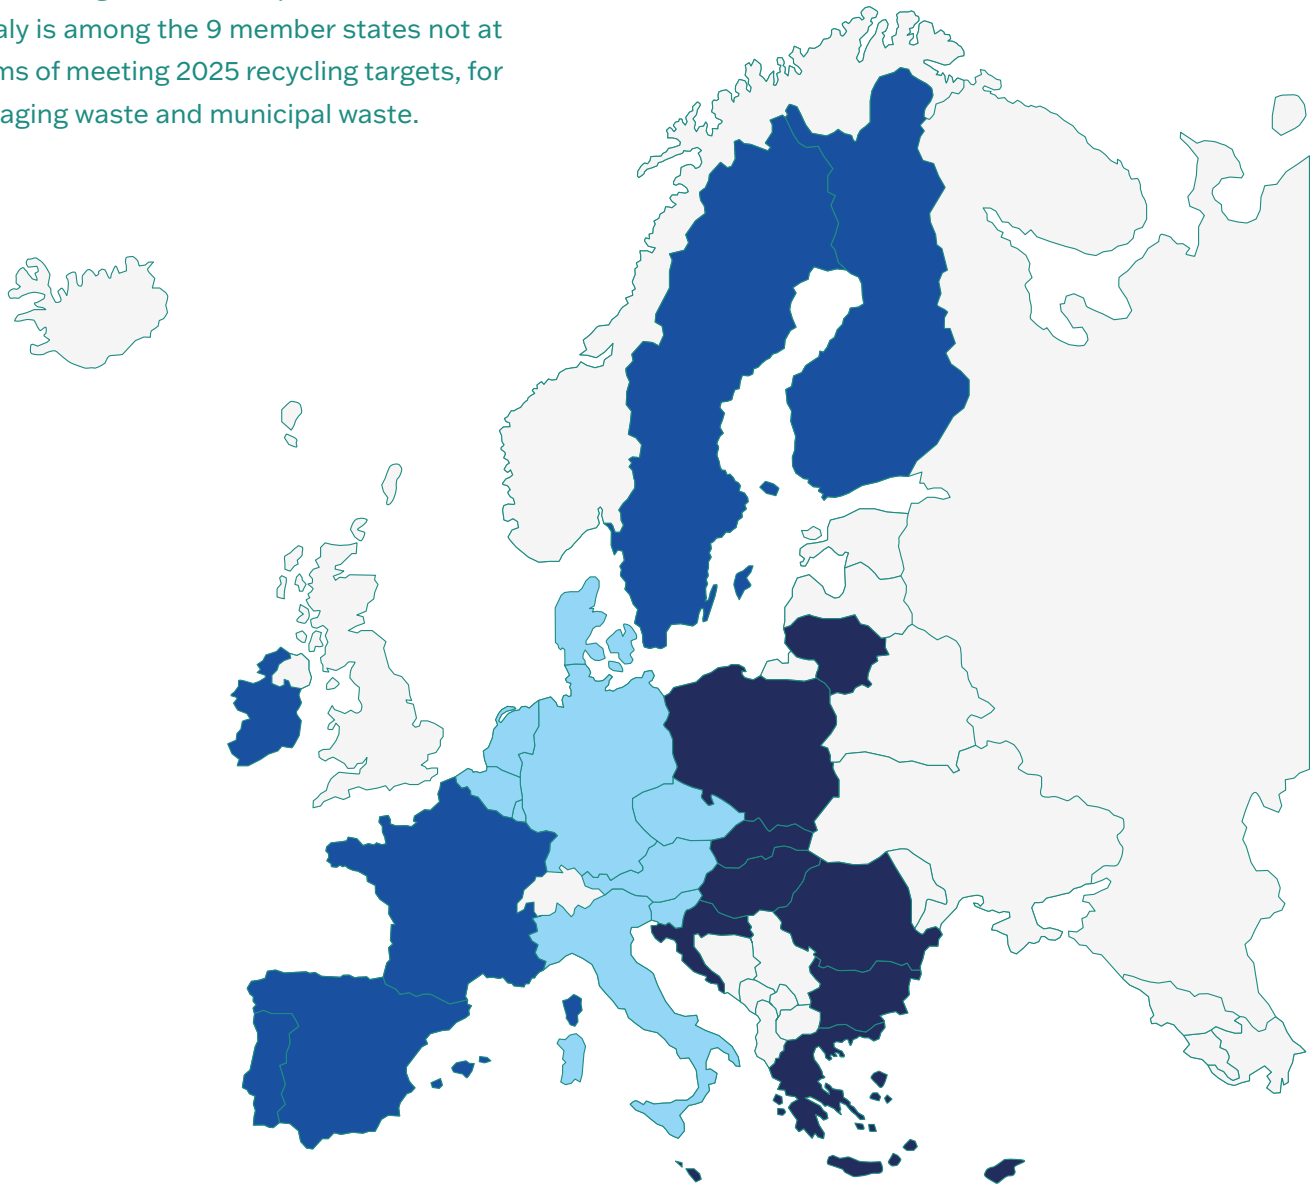 aly is among the 9 member states not at
ms of meeting 2025 recycling targets, for
aging waste and municipal waste.